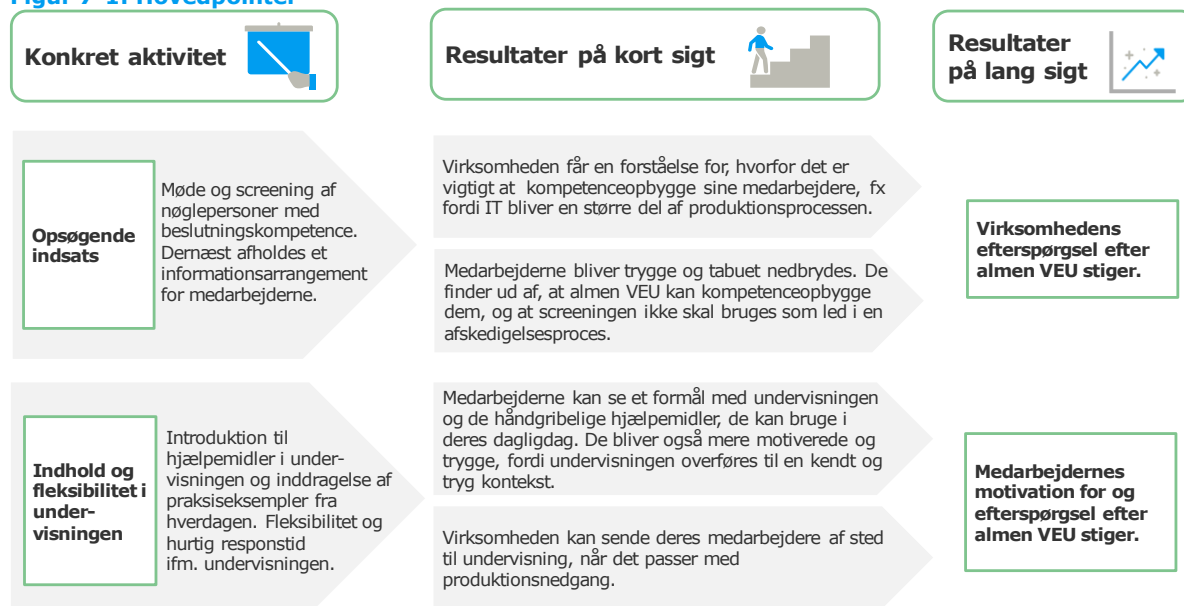 Figur 7-1: Hovedpointer
Konkret aktivitet
Resultater på kort sigt
Resultater
på lang sigt
Opsøgende
indsats
Møde og screening af
nøglepersoner med
beslutningskompetence.
Dernæst afholdes et
informationsarrangement
for medarbejderne.
Virksomheden får en forståelse for, hvorfor det er
vigtigt at kompetenceopbygge sine medarbejdere, fx
fordi IT bliver en større del af produktionsprocessen.
Medarbejderne bliver trygge og tabuet nedbrydes. De
finder ud af, at almen VEU kan kompetenceopbygge
dem, og at screeningen ikke skal bruges som led i en
afskedigelsesproces.
Virksomhedens
efterspørgsel efter
almen VEU stiger.
Indhold og
fleksibilitet i
under-
visningen
Introduktion til
hjælpemidler i under-
visningen og inddragelse af
praksiseksempler fra
hverdagen. Fleksibilitet og
hurtig responstid
ifm. undervisningen.
Medarbejderne kan se et formål med undervisningen
og de håndgribelige hjælpemidler, de kan bruge i
deres dagligdag. De bliver også mere motiverede og
trygge, fordi undervisningen overføres til en kendt og
tryg kontekst.
Virksomheden kan sende deres medarbejdere af sted
til undervisning, når det passer med
produktionsnedgang.
Medarbejdernes
motivation for og
efterspørgsel efter
almen VEU stiger.